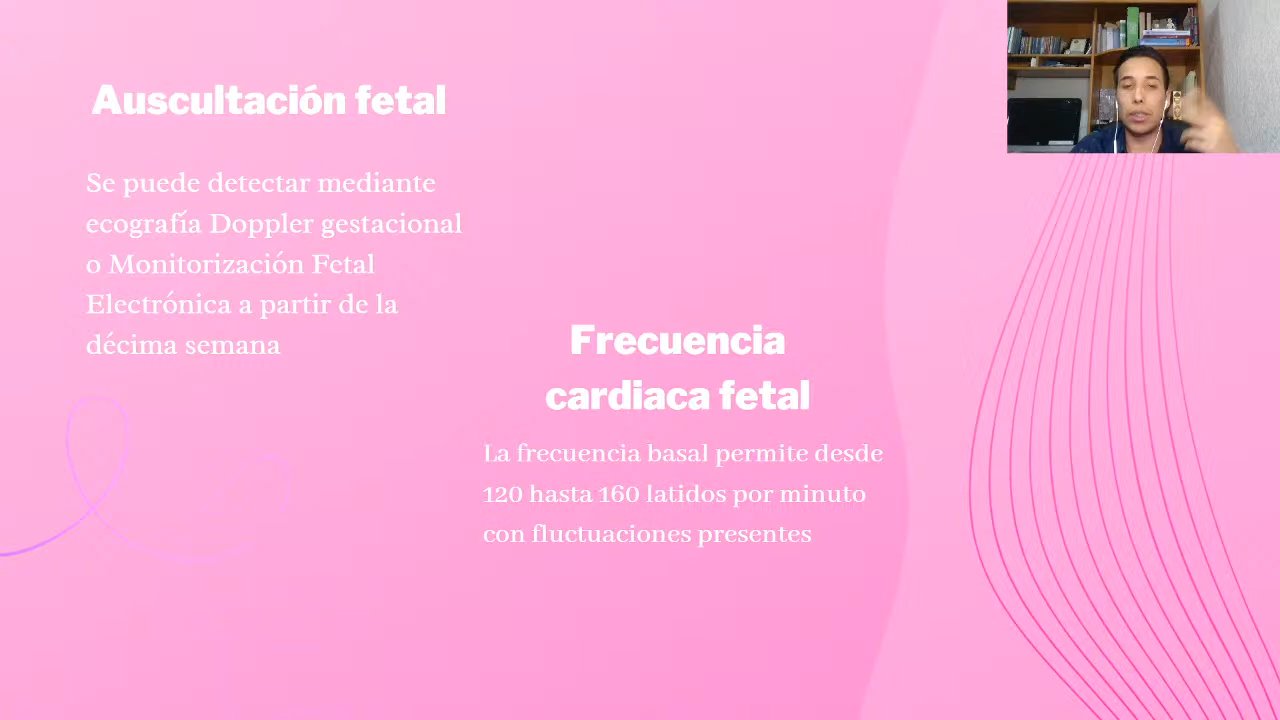 Auscultación fetal
Se puede detectar mediante
ecografía Doppler gestacional
o Monitorización Fetal
Electrónica a partir de la
décima semana
Frecuencia
cardiaca fetal
La frecuencia basal permite desde
120 hasta 160 latidos por minuto
con fluctuaciones presentes